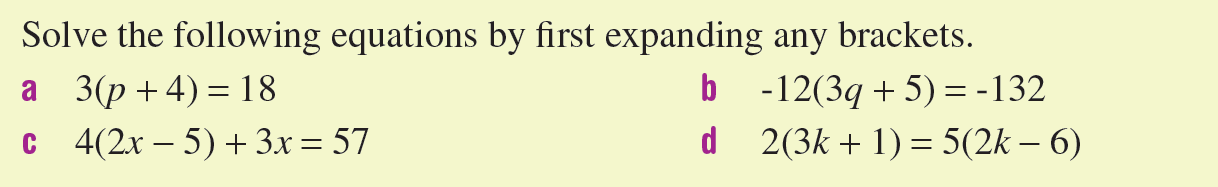 Solve the following equations by first expanding any brackets.
a 3(p + 4) = 18 b -12(3q + 5) = -132
c 4(2x – 5) + 3x = 57 d 2(3k + 1) = 5(2k – 6)